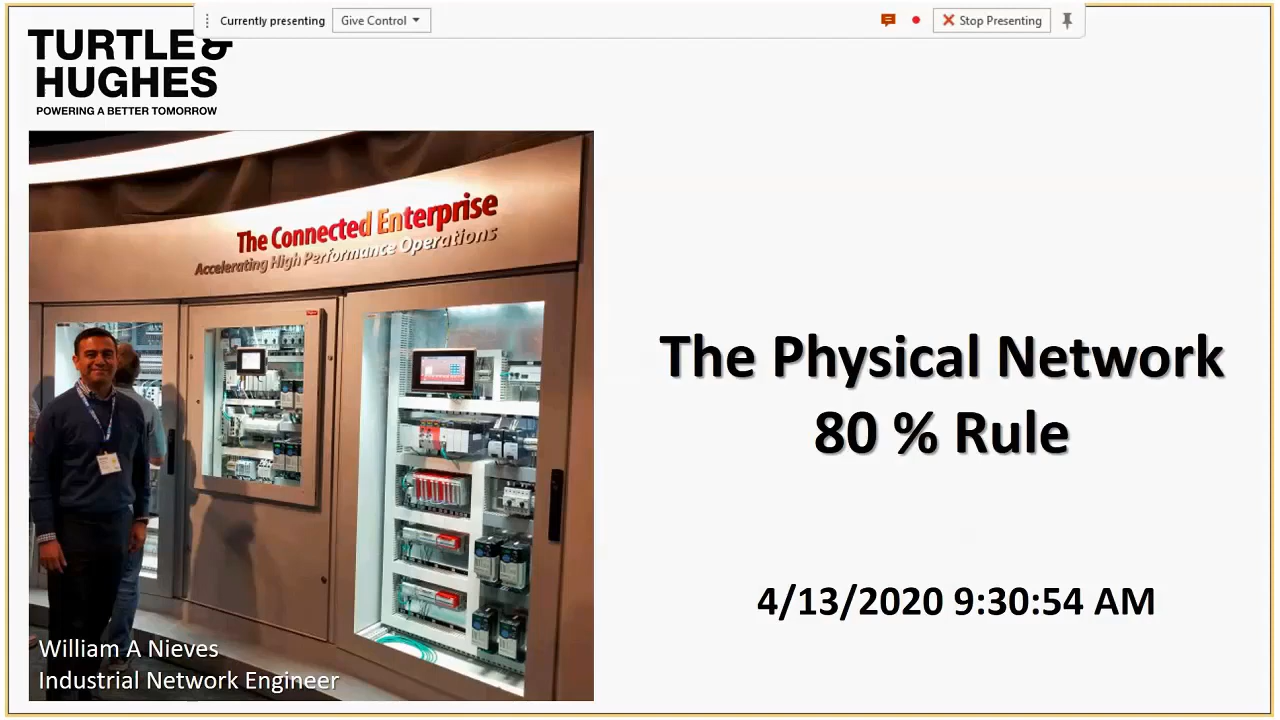 Currently presenting
Give Control
Stop Presenting
TURTLE &
HUGHES
POWERING A BETTER TOMORROW
The Connected Enterprise
Accelerating High Performance Operations
The Physical Network
80 % Rule
4/13/2020 9:30:54 AM
William A Nieves
Industrial Network Engineer